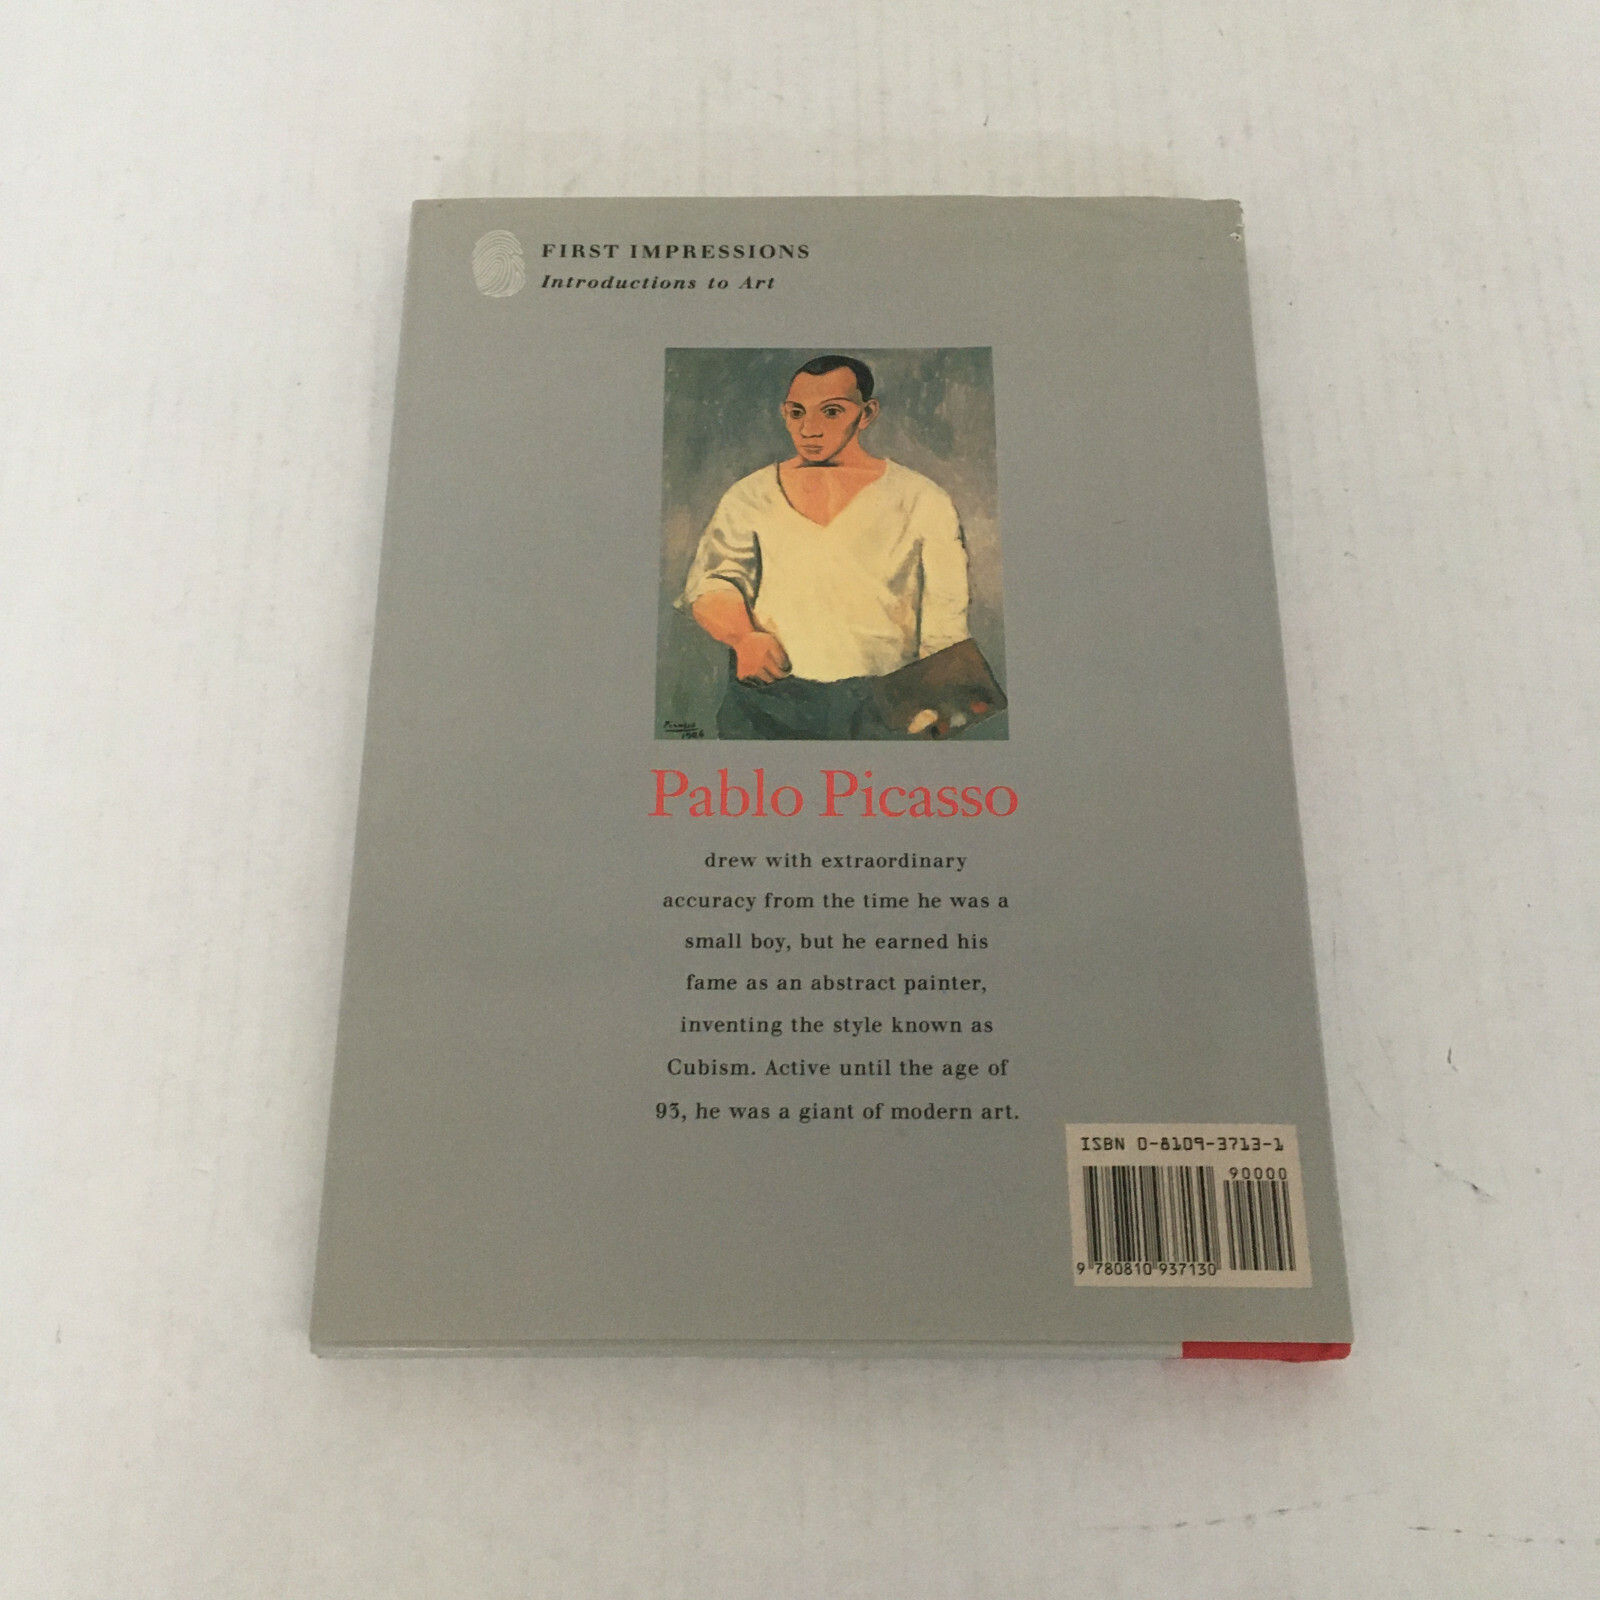 FIRST IMPRESSIONS
Introductions to Art
Picasso
1906
Pablo Picasso
drew with extraordinary
accuracy from the time he was a
small boy, but he earned his
fame as an abstract painter,
inventing the style known as
Cubism. Active until the age of
93, he was a giant of modern art.
ISBN 0-8109-3713-1
90000
9 780810 937130